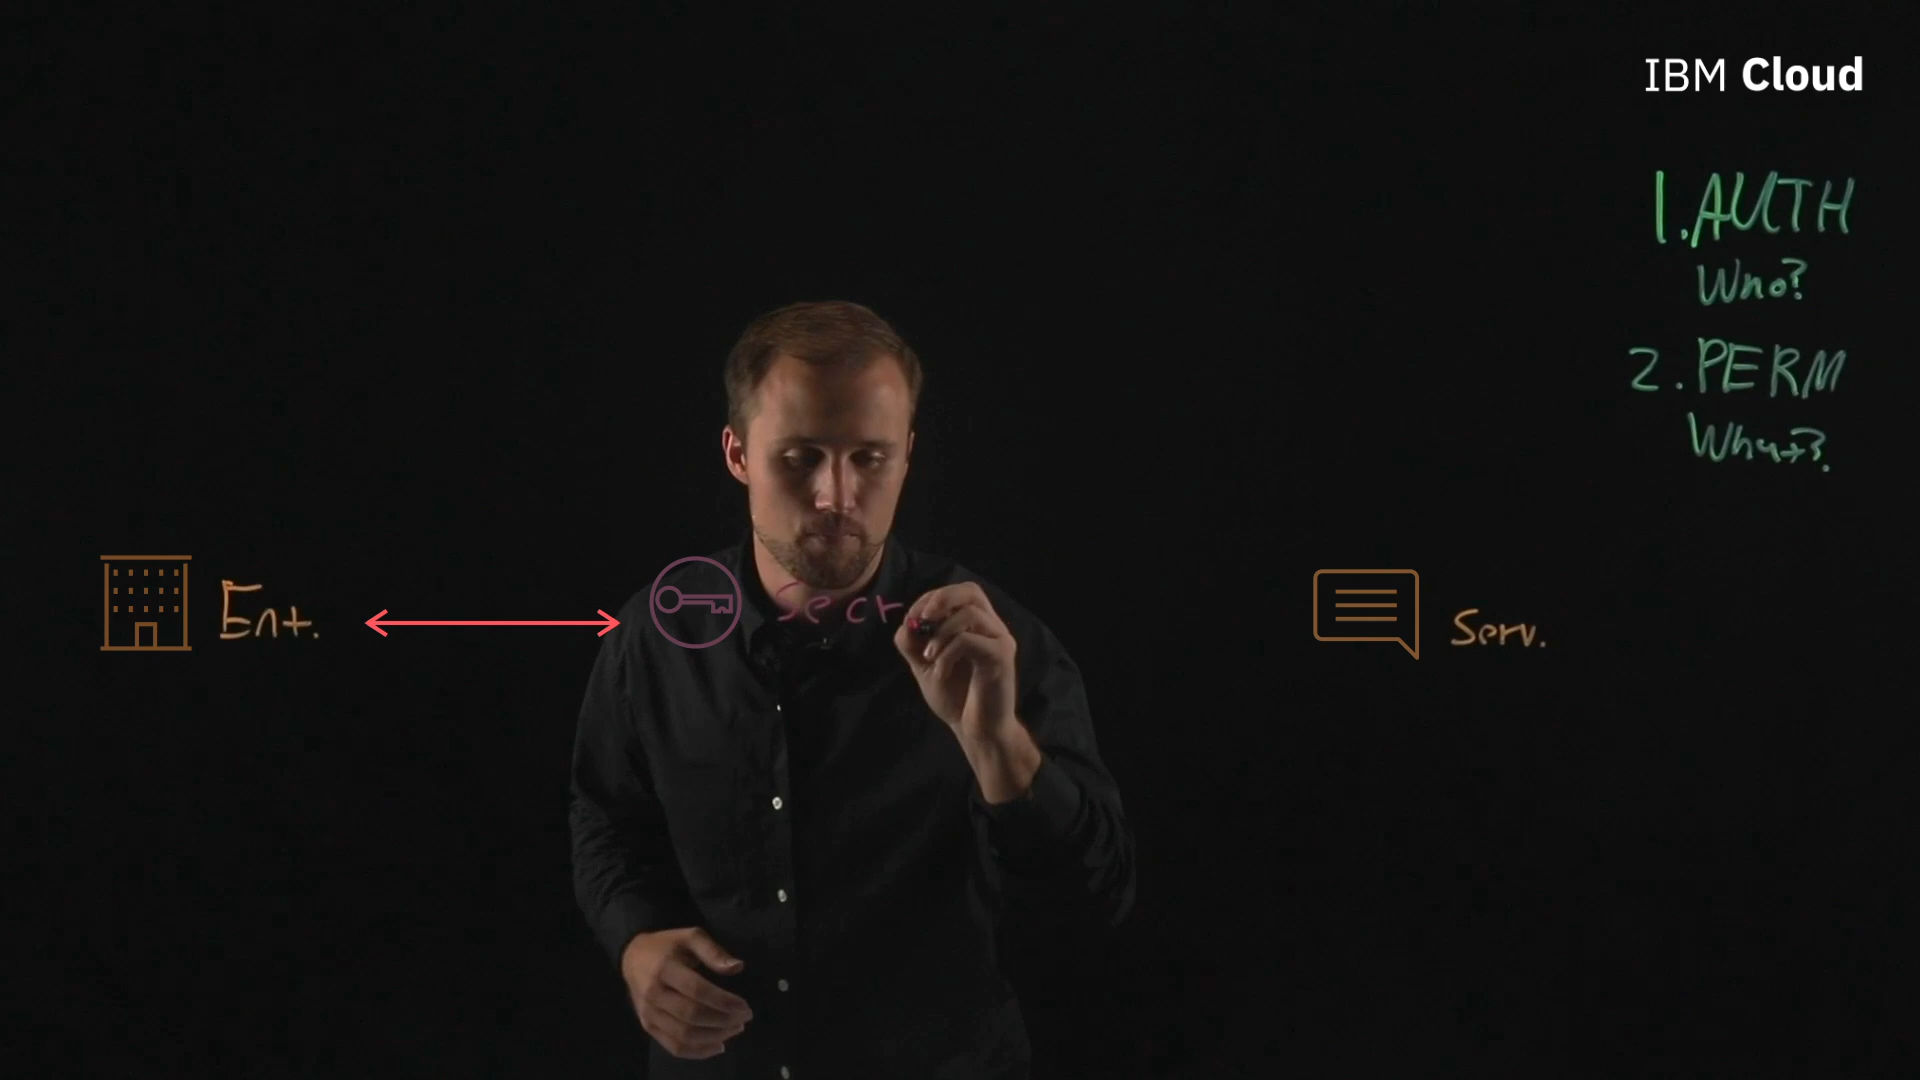 IBM Cloud
1. AUTH
Who?
2. PERM
What?
Ent.
Secr
Serv.